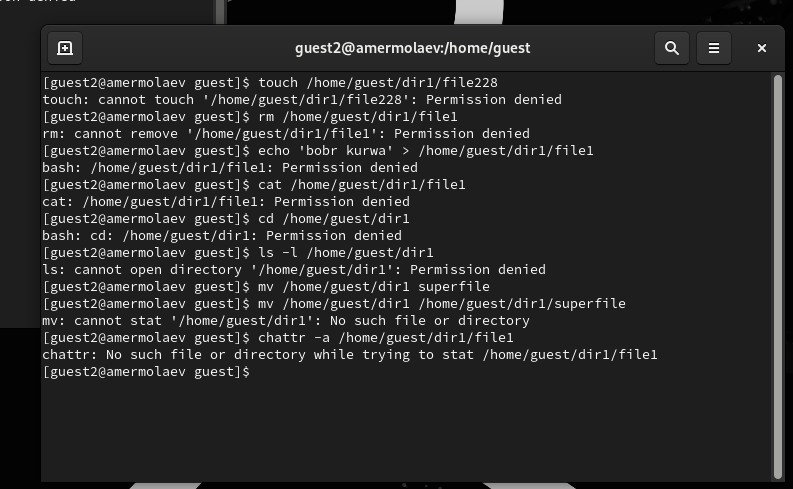 guest2@amermolaev:/home/guest
[guest2@amermolaev guest]$ touch /home/guest/dir1/file228
touch: cannot touch '/home/guest/dir1/file228': Permission denied
[guest2@amermolaev guest]$ rm /home/guest/dir1/file1
rm: cannot remove '/home/guest/dir1/file1': Permission denied
[guest2@amermolaev guest]$ echo 'bobr kurwa' > /home/guest/dir1/file1
bash: /home/guest/dir1/file1: Permission denied
[guest2@amermolaev guest]$ cat /home/guest/dir1/file1
cat: /home/guest/dir1/file1: Permission denied
[guest2@amermolaev guest]$ cd /home/guest/dir1
bash: cd: /home/guest/dir1: Permission denied
[guest2@amermolaev guest]$ ls -l /home/guest/dir1
ls: cannot open directory '/home/guest/dir1': Permission denied
[guest2@amermolaev guest]$ mv /home/guest/dir1 superfile
[guest2@amermolaev guest]$ mv /home/guest/dir1 /home/guest/dir1/superfile
mv: cannot stat '/home/guest/dir1': No such file or directory
[guest2@amermolaev guest]$ chattr -a /home/guest/dir1/file1
chattr: No such file or directory while trying to stat /home/guest/dir1/file1
[guest2@amermolaev guest]$